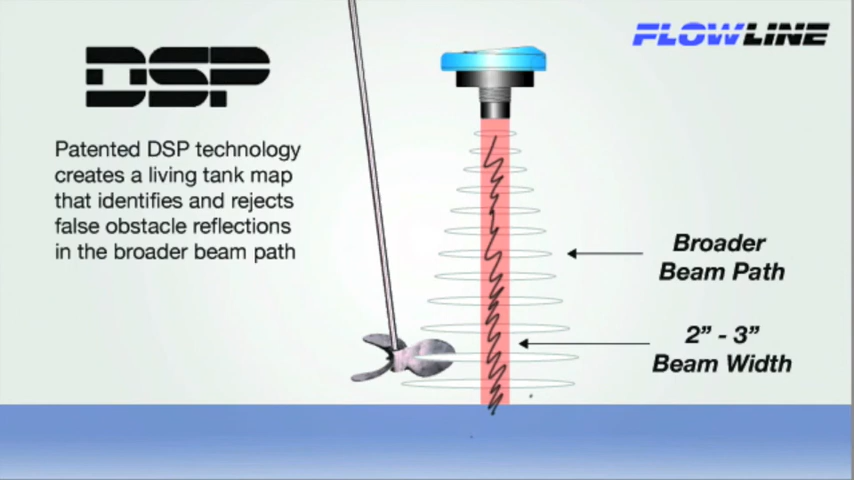 DSP
FLOWLINE
Patented DSP technology
creates a living tank map
that identifies and rejects
false obstacle reflections
in the broader beam path
Broader
Beam Path
2” - 3”
Beam Width